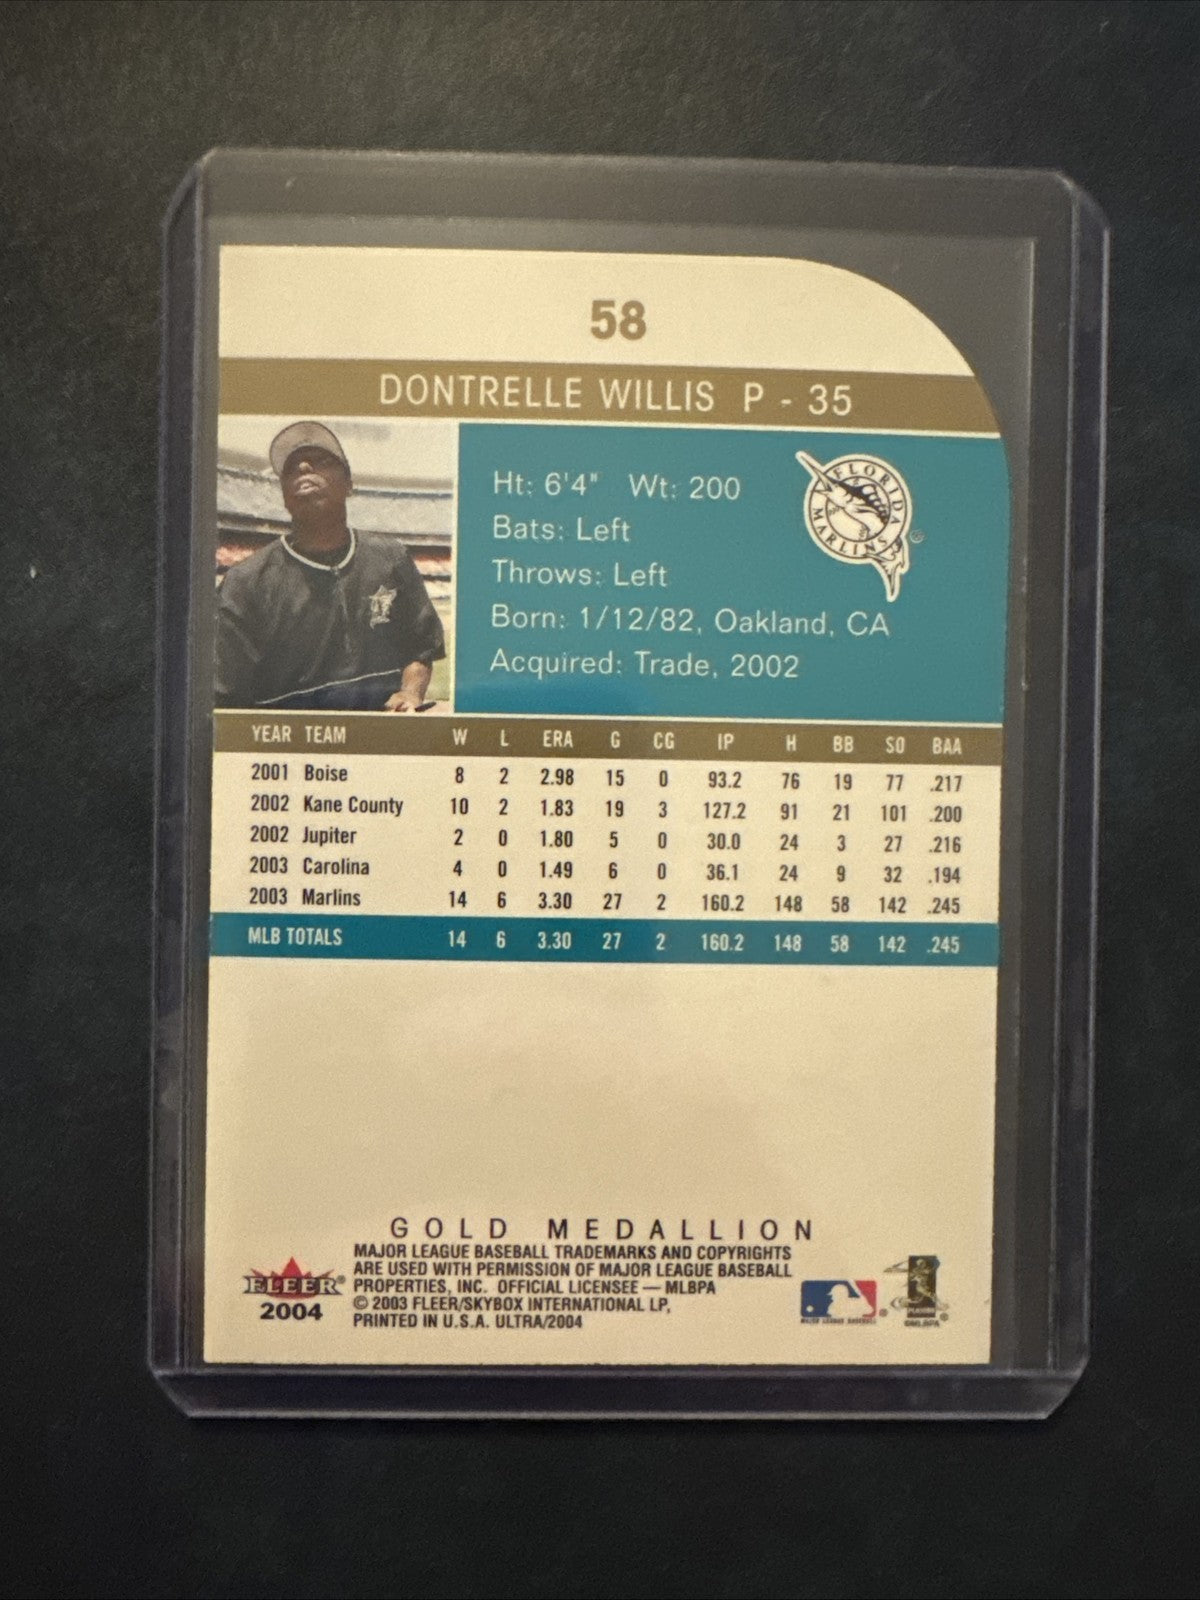 58
DONTRELLE WILLIS P - 35
Ht: 6'4" Wt: 200
Bats: Left
Throws: Left
Born: 1/12/82, Oakland, CA
Acquired: Trade, 2002
FLORIDA
MARLINS
YEAR TEAM W L ERA G CG IP H BB SO BAA
2001 Boise 8 2 2.98 15 0 93.2 76 19 77 .217
2002 Kane County 10 2 1.83 19 3 127.2 91 21 101 .200
2002 Jupiter 2 0 1.80 5 0 30.0 24 3 27 .216
2003 Carolina 4 0 1.49 6 0 36.1 24 9 32 .194
2003 Marlins 14 6 3.30 27 2 160.2 148 58 142 .245
MLB TOTALS 14 6 3.30 27 2 160.2 148 58 142 .245
GOLD MEDALLION
MAJOR LEAGUE BASEBALL TRADEMARKS AND COPYRIGHTS
ARE USED WITH PERMISSION OF MAJOR LEAGUE BASEBALL
PROPERTIES, INC. OFFICIAL LICENSEE — MLBPA
© 2003 FLEER/SKYBOX INTERNATIONAL LP,
PRINTED IN U.S.A. ULTRA/2004
FLEER®
2004
MAJOR LEAGUE BASEBALL
PLAYERS
©MLBPA